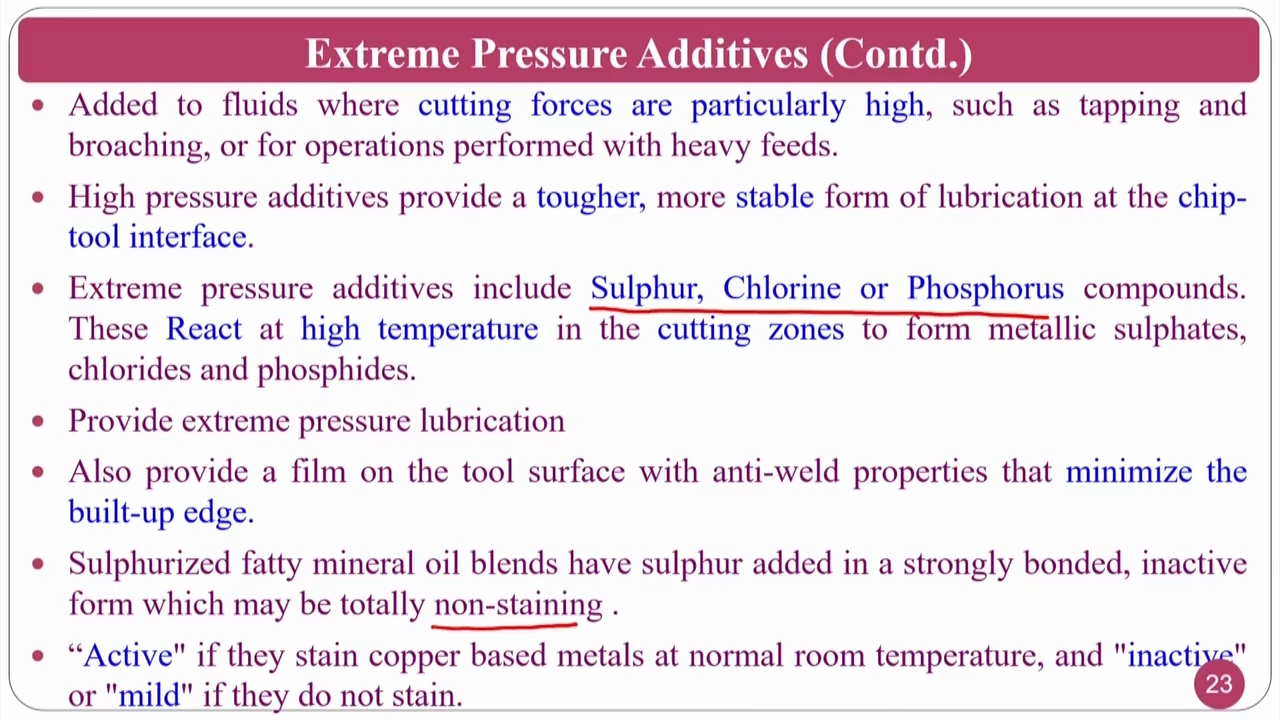 Extreme Pressure Additives (Contd.)
• Added to fluids where cutting forces are particularly high, such as tapping and
broaching, or for operations performed with heavy feeds.
• High pressure additives provide a tougher, more stable form of lubrication at the chip-
tool interface.
• Extreme pressure additives include Sulphur, Chlorine or Phosphorus compounds.
These React at high temperature in the cutting zones to form metallic sulphates,
chlorides and phosphides.
• Provide extreme pressure lubrication
• Also provide a film on the tool surface with anti-weld properties that minimize the
built-up edge.
• Sulphurized fatty mineral oil blends have sulphur added in a strongly bonded, inactive
form which may be totally non-staining .
• “Active" if they stain copper based metals at normal room temperature, and "inactive"
or "mild" if they do not stain.
23